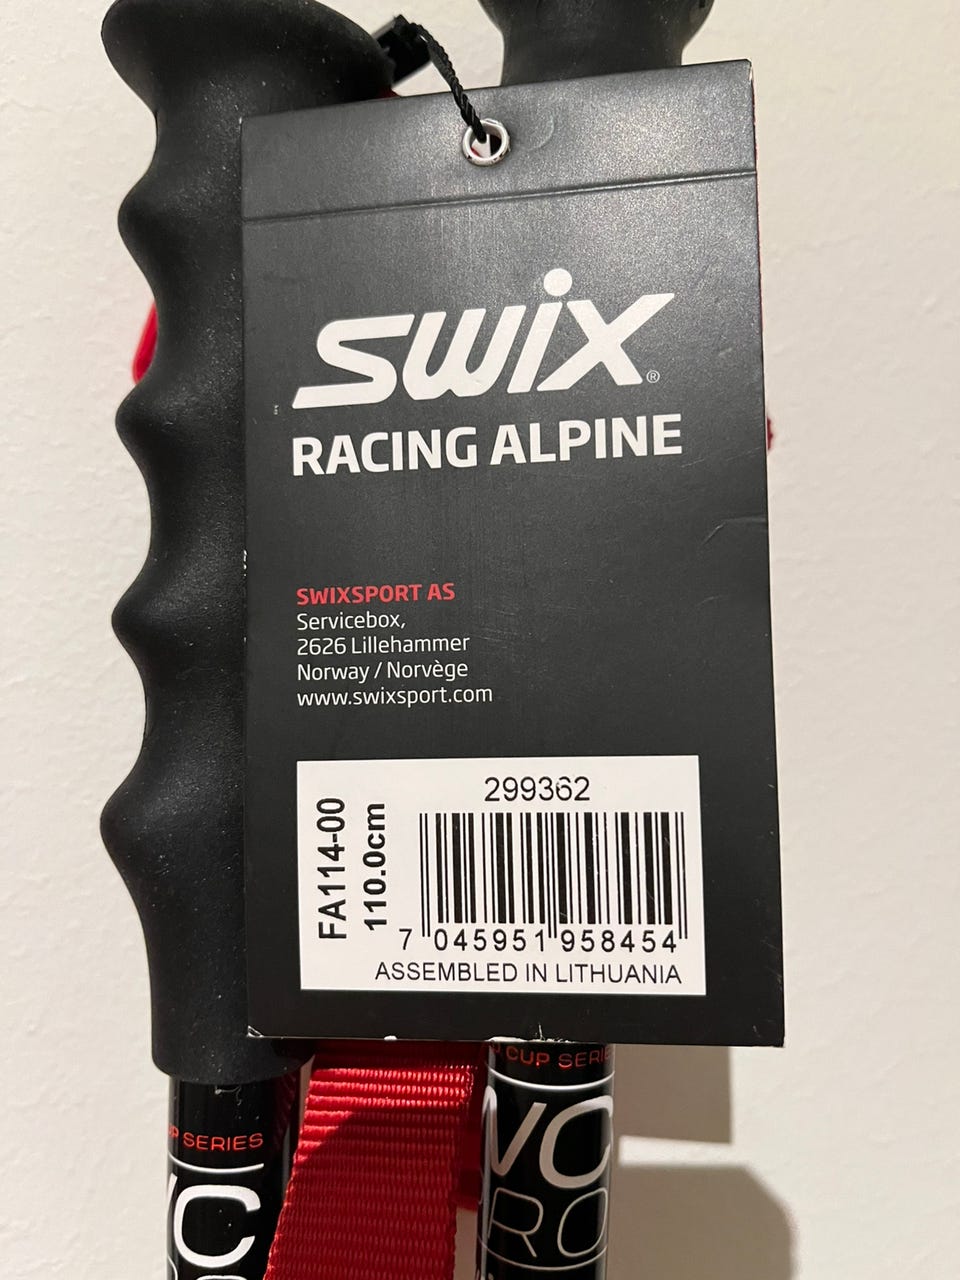 swix®
RACING ALPINE
SWIXSPORT AS
Servicebox,
2626 Lillehammer
Norway / Norvège
www.swixsport.com
299362
FA114-00
110.0cm
7 045951 958454
ASSEMBLED IN LITHUANIA
CUP SERIES
SERIES